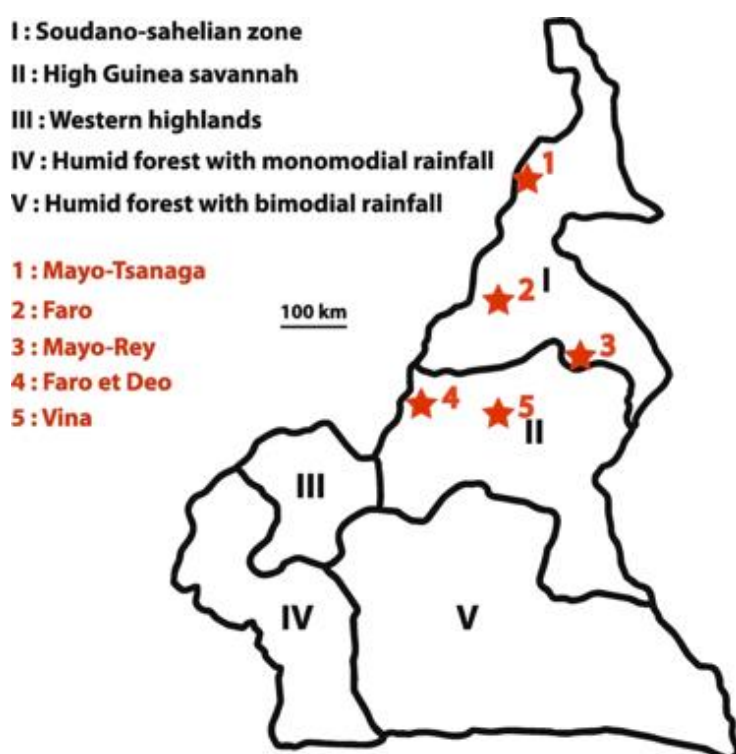 I : Soudano-sahelian zone
II : High Guinea savannah
III : Western highlands
IV : Humid forest with monomodial rainfall
V : Humid forest with bimodial rainfall
1 : Mayo-Tsanaga
2 : Faro
3 : Mayo-Rey
4 : Faro et Deo
5 : Vina
100 km
1
2
I
3
4
5
II
III
IV
V